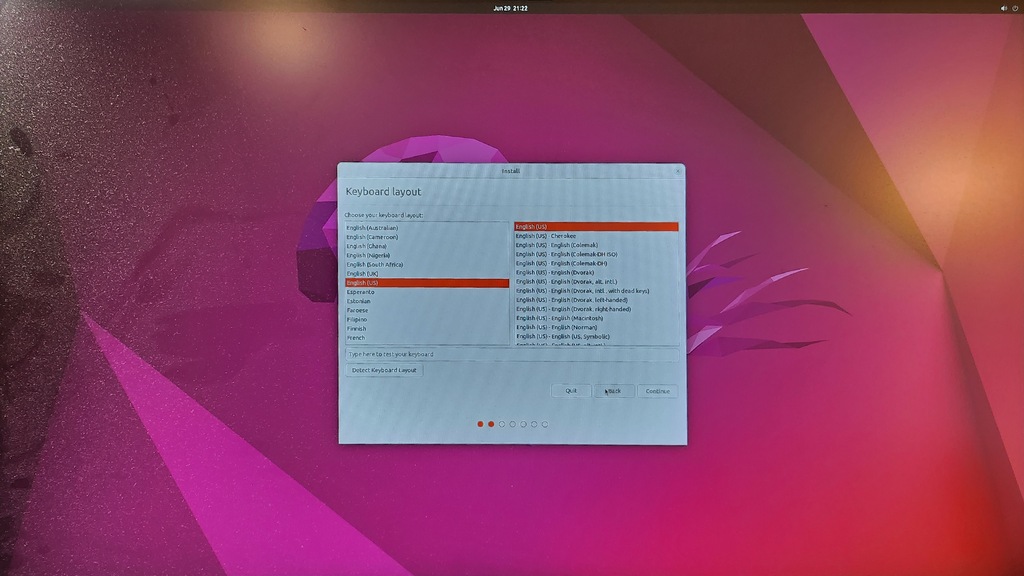 Jun 29 21:22
Install
Keyboard layout
Choose your keyboard layout:
English (Australian)
English (Cameroon)
English (Ghana)
English (Nigeria)
English (South Africa)
English (UK)
English (US)
Esperanto
Estonian
Faroese
Filipino
Finnish
French
English (US)
English (US) - Cherokee
English (US) - English (Colemak)
English (US) - English (Colemak-DH ISO)
English (US) - English (Colemak-DH)
English (US) - English (Dvorak)
English (US) - English (Dvorak, alt. intl.)
English (US) - English (Dvorak, intl., with dead keys)
English (US) - English (Dvorak, left-handed)
English (US) - English (Dvorak, right-handed)
English (US) - English (Macintosh)
English (US) - English (Norman)
English (US) - English (US, Symbolic)
Type here to test your keyboard
Detect Keyboard Layout
Quit
Back
Continue